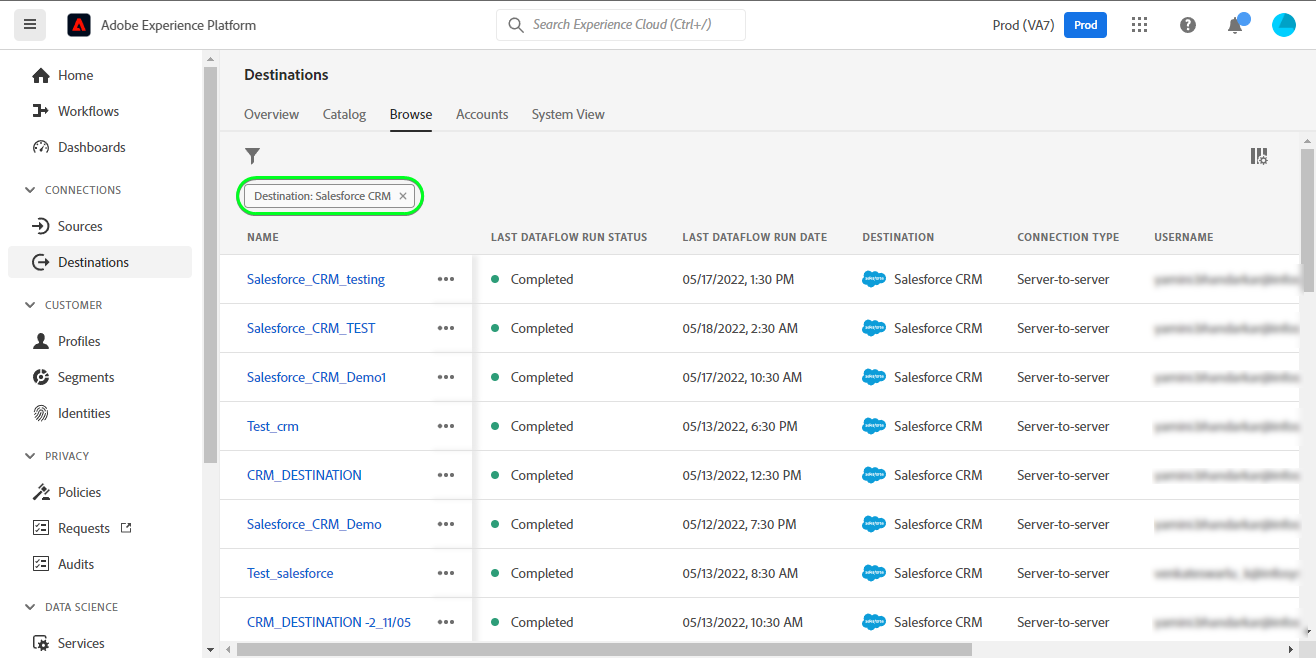 Adobe Experience Platform
Search Experience Cloud (Ctrl+/)
Prod (VA7)
Prod
Home
Workflows
Dashboards
CONNECTIONS
Sources
Destinations
CUSTOMER
Profiles
Segments
Identities
PRIVACY
Policies
Requests
Audits
DATA SCIENCE
Services
Destinations
Overview Catalog Browse Accounts System View
Destination: Salesforce CRM ×
NAME LAST DATAFLOW RUN STATUS LAST DATAFLOW RUN DATE DESTINATION CONNECTION TYPE USERNAME
Salesforce_CRM_testing ••• Completed 05/17/2022, 1:30 PM Salesforce CRM Server-to-server
Salesforce_CRM_TEST ••• Completed 05/18/2022, 2:30 AM Salesforce CRM Server-to-server
Salesforce_CRM_Demo1 ••• Completed 05/17/2022, 10:30 AM Salesforce CRM Server-to-server
Test_crm ••• Completed 05/13/2022, 6:30 PM Salesforce CRM Server-to-server
CRM_DESTINATION ••• Completed 05/13/2022, 12:30 PM Salesforce CRM Server-to-server
Salesforce_CRM_Demo ••• Completed 05/12/2022, 7:30 PM Salesforce CRM Server-to-server
Test_salesforce ••• Completed 05/13/2022, 8:30 AM Salesforce CRM Server-to-server
CRM_DESTINATION -2_11/05 ••• Completed 05/13/2022, 10:30 AM Salesforce CRM Server-to-server